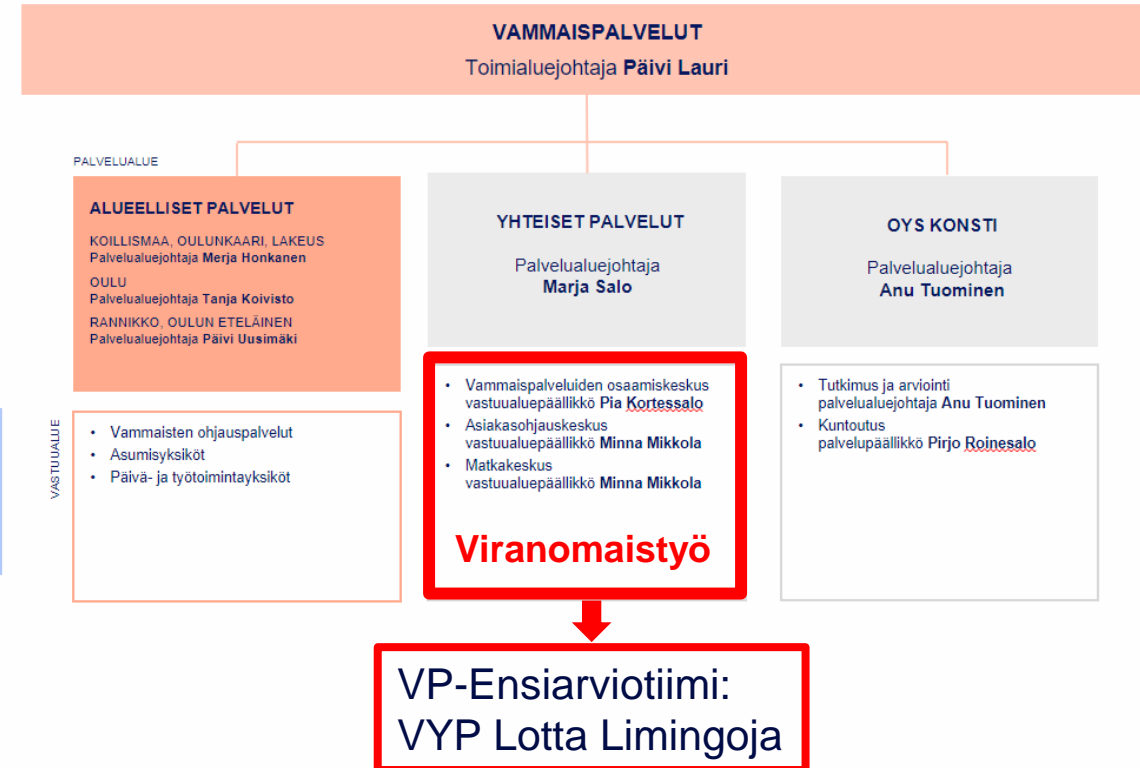 VAMMAISPALVELUT
Toimialuejohtaja Päivi Lauri
PALVELUALUE
ALUEELLISET PALVELUT
KOILLISMAA, OULUNKAARI, LAKEUS
Palvelualuejohtaja Merja Honkanen
OULU
Palvelualuejohtaja Tanja Koivisto
RANNIKKO, OULUN ETELÄINEN
Palvelualuejohtaja Päivi Uusimäki
YHTEISET PALVELUT
Palvelualuejohtaja
Marja Salo
OYS KONSTI
Palvelualuejohtaja
Anu Tuominen
VASTUUALUE
• Vammaisten ohjauspalvelut
• Asumisyksiköt
• Päivä- ja työtoimintayksiköt
• Vammaispalveluiden osaamiskeskus
vastuualuepäällikkö Pia Kortessalo
• Asiakasohjauskeskus
vastuualuepäällikkö Minna Mikkola
• Matkakeskus
vastuualuepäällikkö Minna Mikkola
Viranomaistyö
• Tutkimus ja arviointi
palvelualuejohtaja Anu Tuominen
• Kuntoutus
palvelupäällikkö Pirjo Roinesalo
VP-Ensiarviotiimi:
VYP Lotta Limingoja